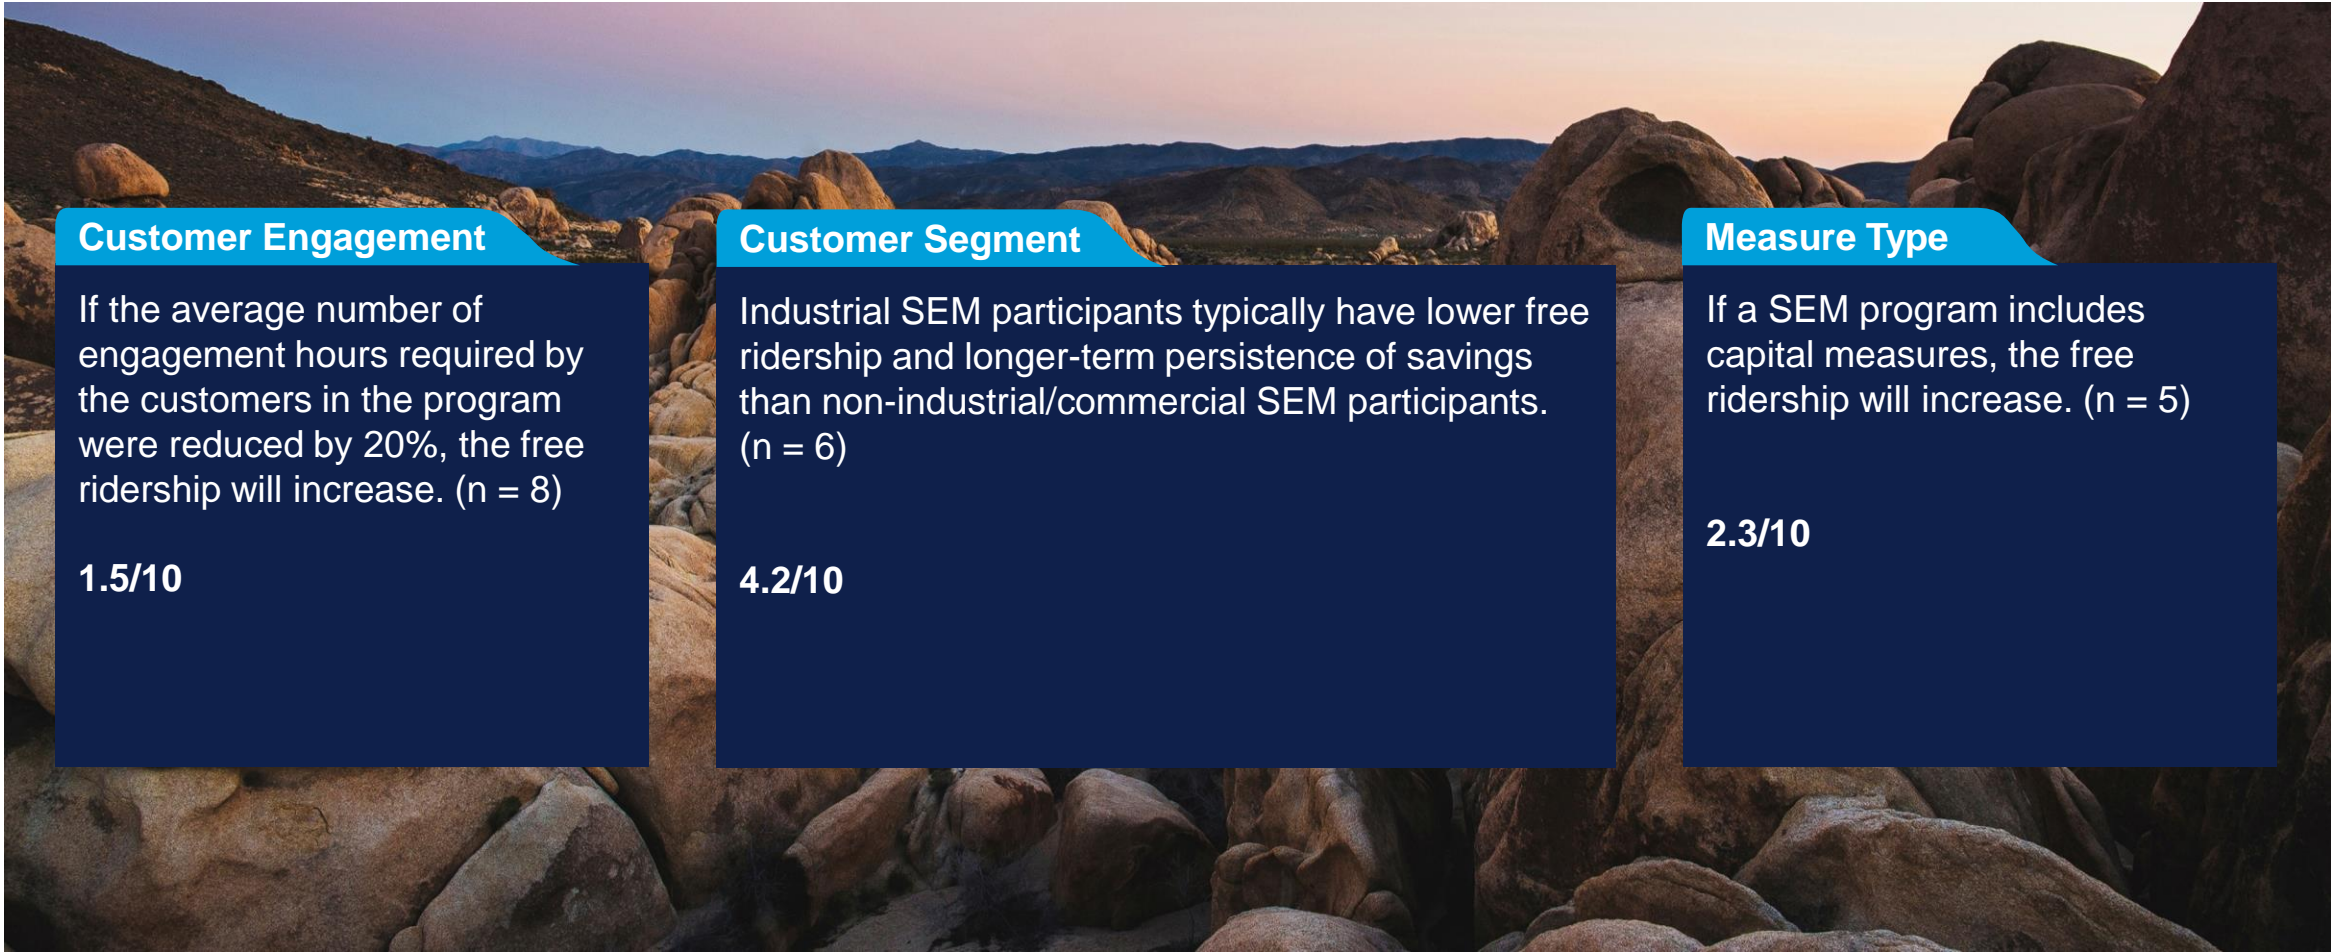 Customer Engagement
If the average number of
engagement hours required by
the customers in the program
were reduced by 20%, the free
ridership will increase. (n = 8)
1.5/10
Customer Segment
Industrial SEM participants typically have lower free
ridership and longer-term persistence of savings
than non-industrial/commercial SEM participants.
(n = 6)
4.2/10
Measure Type
If a SEM program includes
capital measures, the free
ridership will increase. (n = 5)
2.3/10